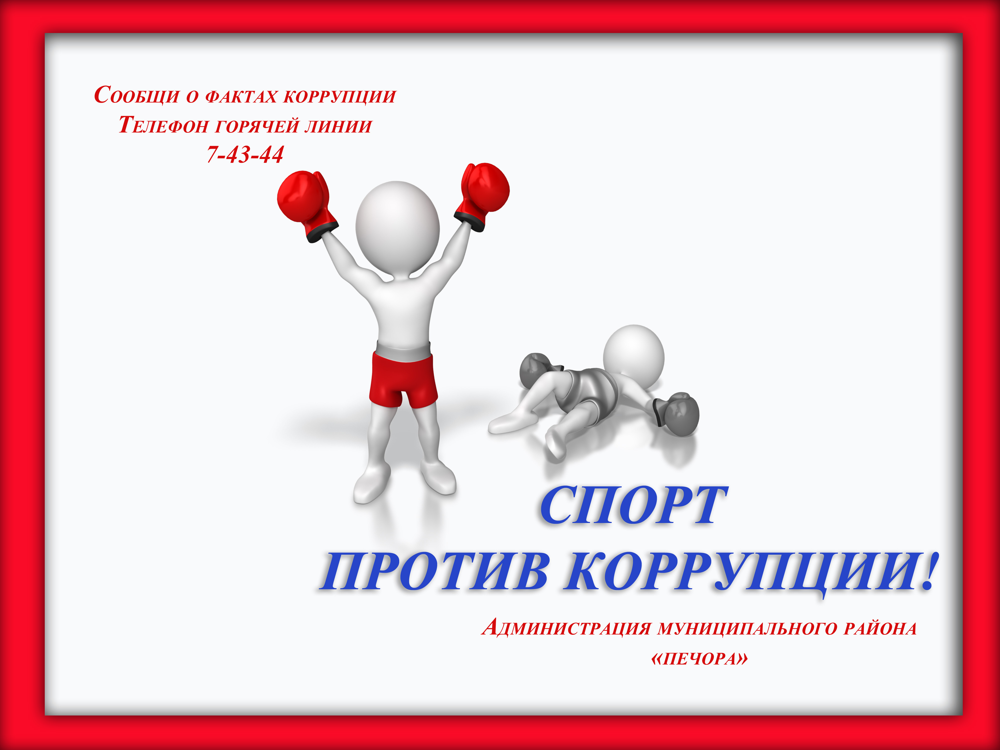 Сообщи о фактах коррупции
Телефон горячей линии
7-43-44
СПОРТ
ПРОТИВ КОРРУПЦИИ!
Администрация муниципального района
«печора»